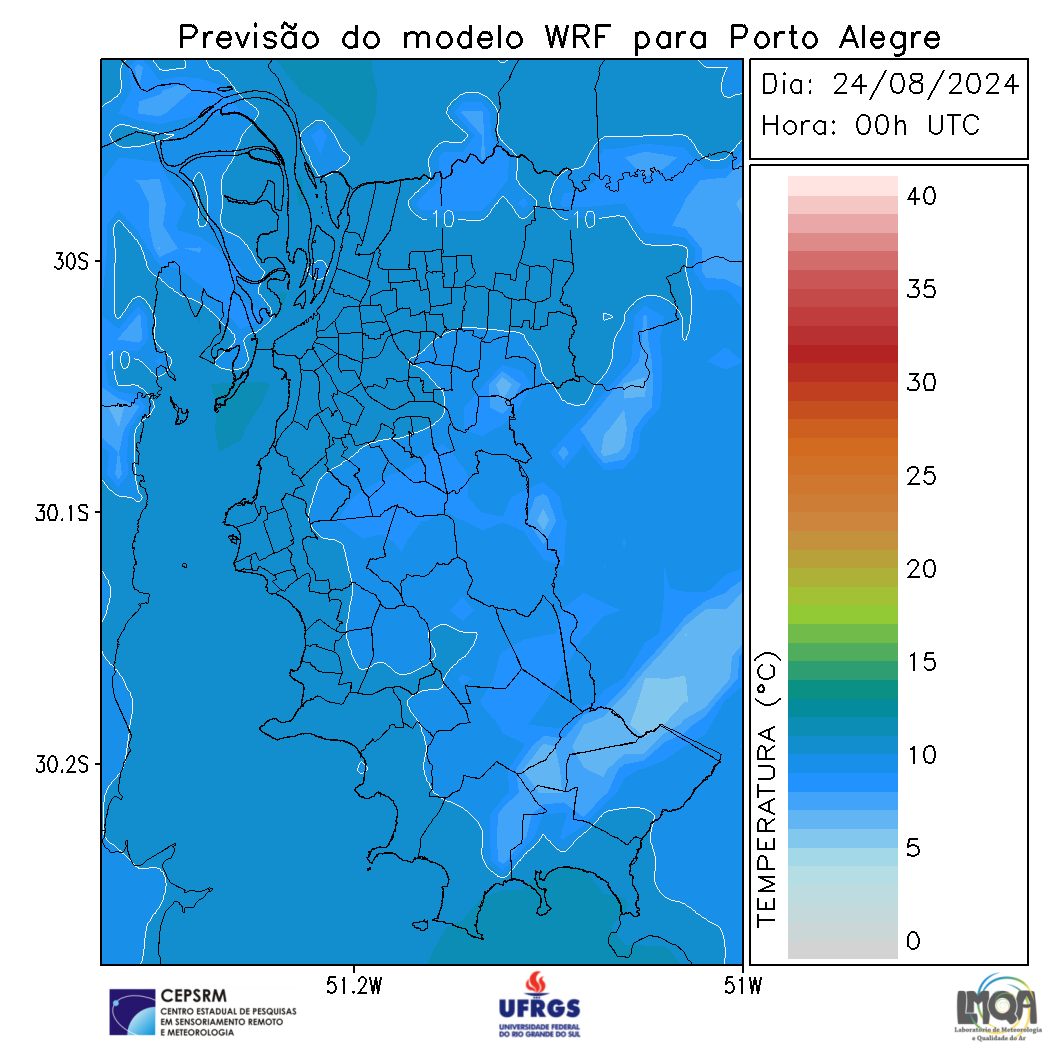 Previsão do modelo WRF para Porto Alegre
Dia: 24/08/2024
Hora: 00h UTC
40
35
30
25
20
15
10
5
0
TEMPERATURA (°C)
30S
30.1S
30.2S
10
10
10
51.2W
51W
CEPSRM
CENTRO ESTADUAL DE PESQUISAS
EM SENSORIAMENTO REMOTO
E METEOROLOGIA
UFRGS
UNIVERSIDADE FEDERAL
DO RIO GRANDE DO SUL
LMQA
Laboratório de Meteorologia
e Qualidade do Ar